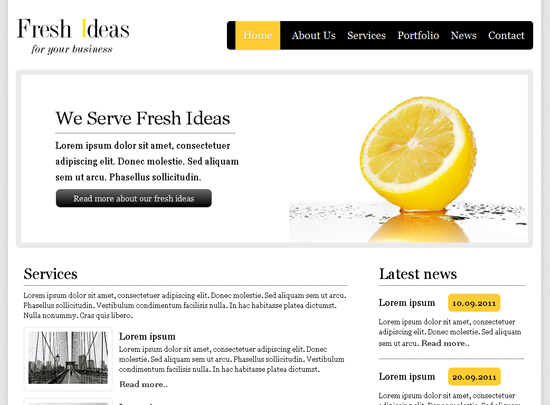 Fresh Ideas
for your business
Home About Us Services Portfolio News Contact
We Serve Fresh Ideas
Lorem ipsum dolor sit amet, consectetuer
adipiscing elit. Donec molestie. Sed aliquam
sem ut arcu. Phasellus sollicitudin.
Read more about our fresh ideas
Services
Lorem ipsum dolor sit amet, consectetuer adipiscing elit. Donec molestie. Sed aliquam sem ut arcu.
Phasellus sollicitudin. Vestibulum condimentum facilisis nulla. In hac habitasse platea dictumst.
Nulla nonummy. Cras quis libero.
Lorem ipsum
Lorem ipsum dolor sit amet, consectetuer adipiscing elit. Donec
molestie. Sed aliquam sem ut arcu. Phasellus sollicitudin. Vestibulum
condimentum facilisis nulla. In hac habitasse platea dictumst.
Read more..
Latest news
Lorem ipsum 10.09.2011
Lorem ipsum dolor sit amet, consectetuer
adipiscing elit. Donec molestie. Sed aliquam
sem ut arcu. Read more..
Lorem ipsum 20.09.2011
Lorem ipsum dolor sit amet, consectetuer